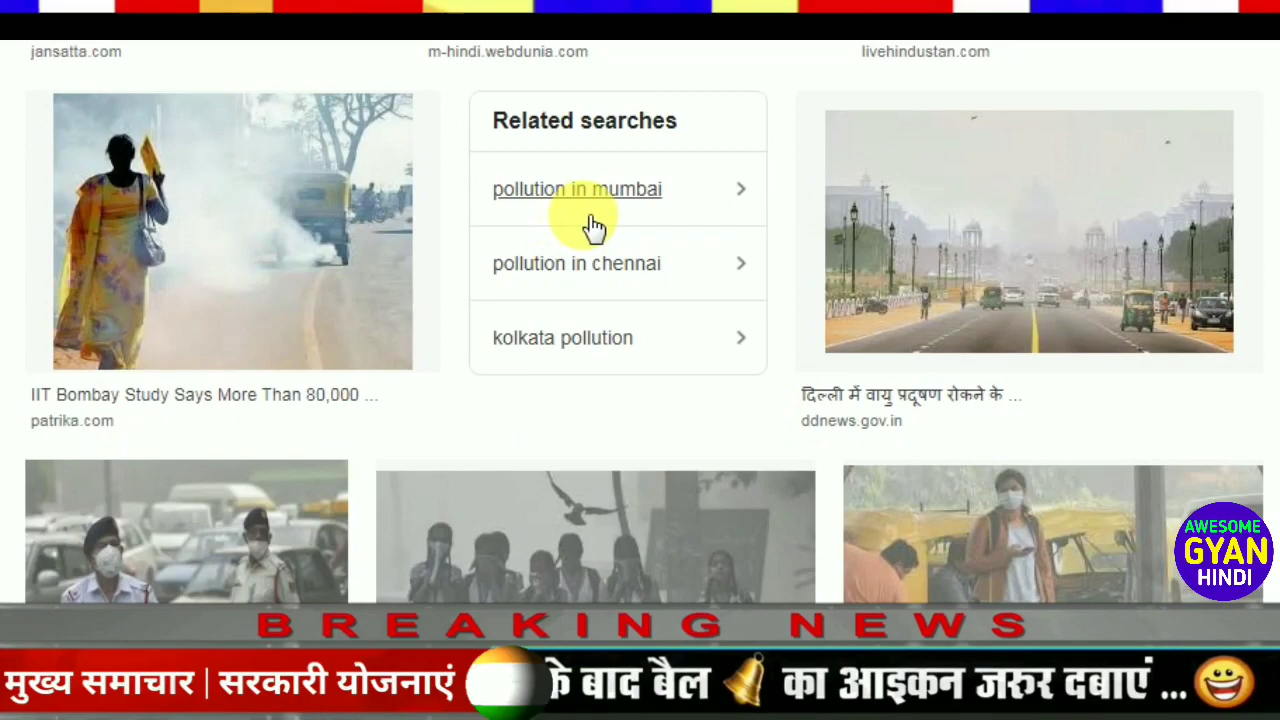 jansatta.com
m-hindi.webdunia.com
livehindustan.com
Related searches
pollution in mumbai
pollution in chennai
kolkata pollution
IIT Bombay Study Says More Than 80,000 ...
patrika.com
दिल्ली में वायु प्रदूषण रोकने के ...
ddnews.gov.in
AWESOME
GYAN
HINDI
BREAKING NEWS
मुख्य समाचार | सरकारी योजनाएं
के बाद बैल का आइकन जरुर दबाएं ...